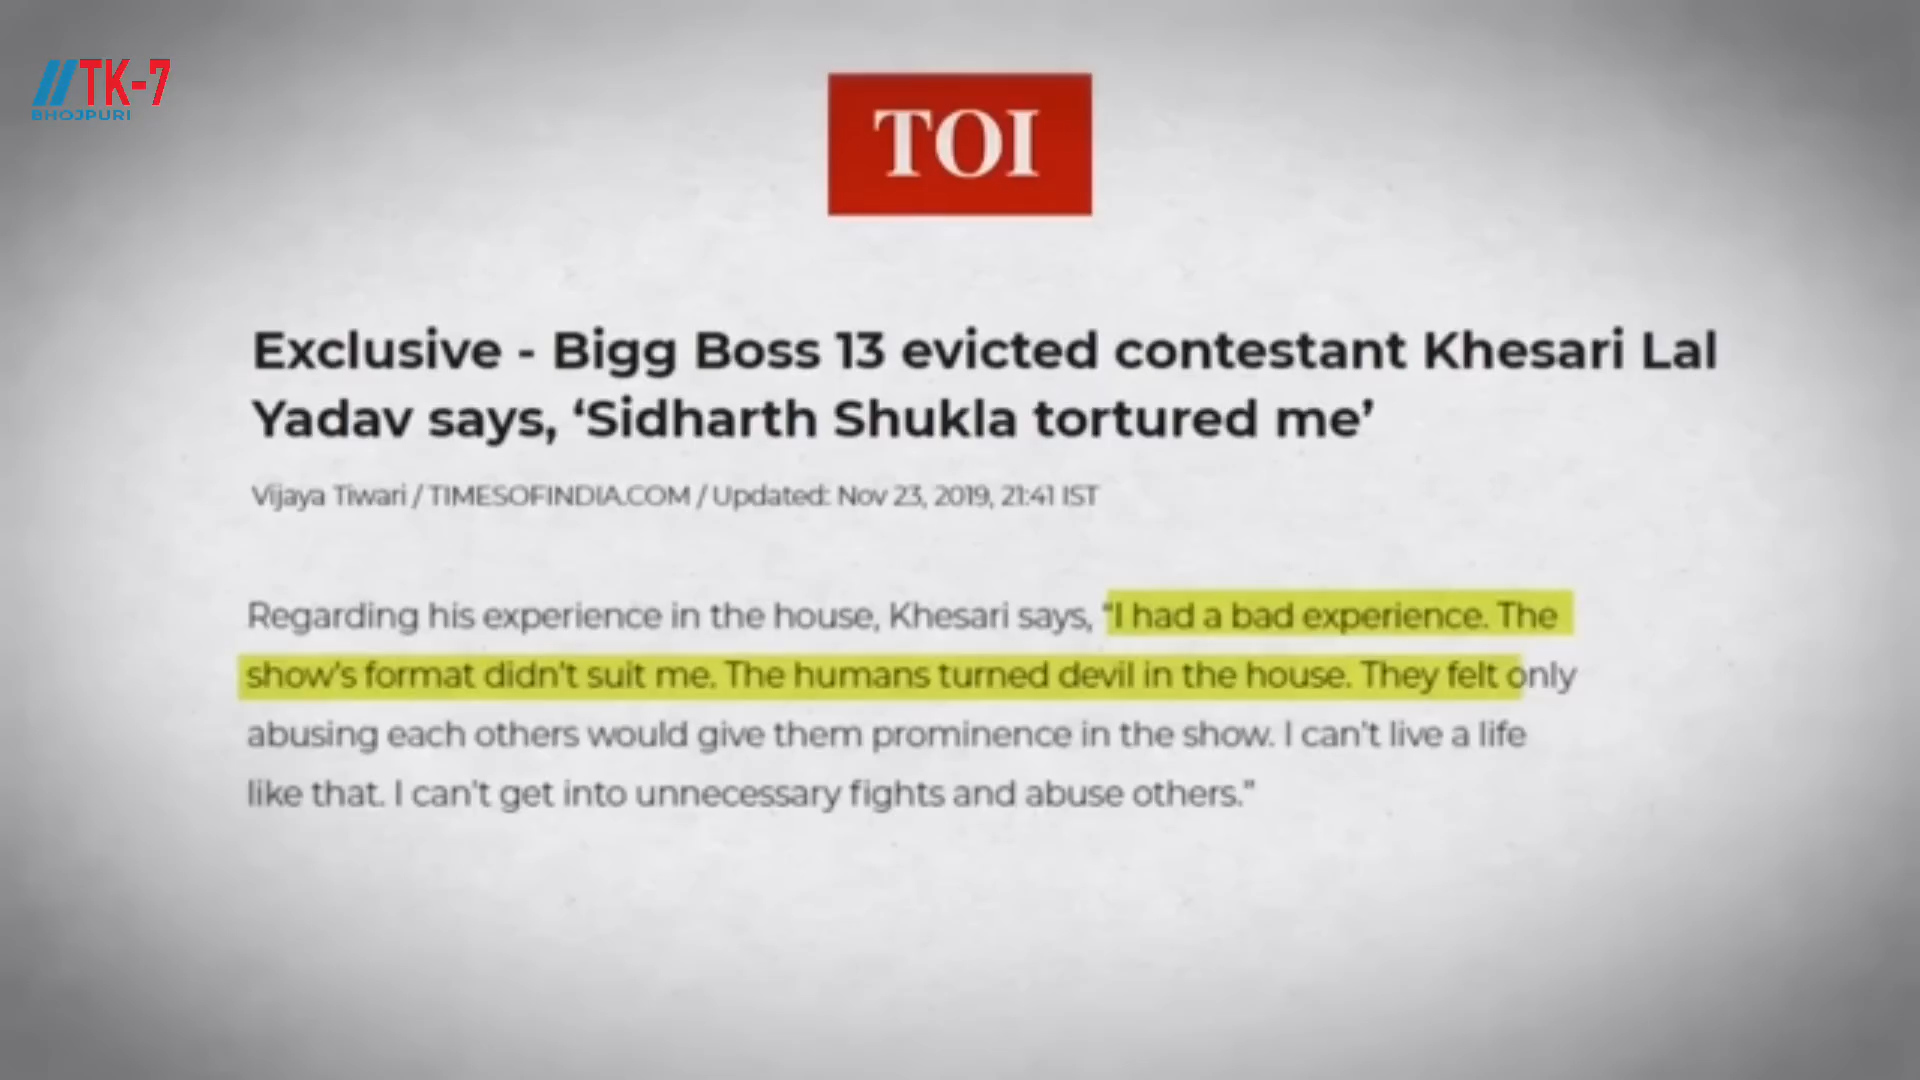 //TK-7
BHOJPURI
TOI
Exclusive - Bigg Boss 13 evicted contestant Khesari Lal
Yadav says, ‘Sidharth Shukla tortured me’
Vijaya Tiwari / TIMESOFINDIA.COM / Updated: Nov 23, 2019, 21:41 IST
Regarding his experience in the house, Khesari says, “I had a bad experience. The
show's format didn't suit me. The humans turned devil in the house. They felt only
abusing each others would give them prominence in the show. I can't live a life
like that. I can't get into unnecessary fights and abuse others."